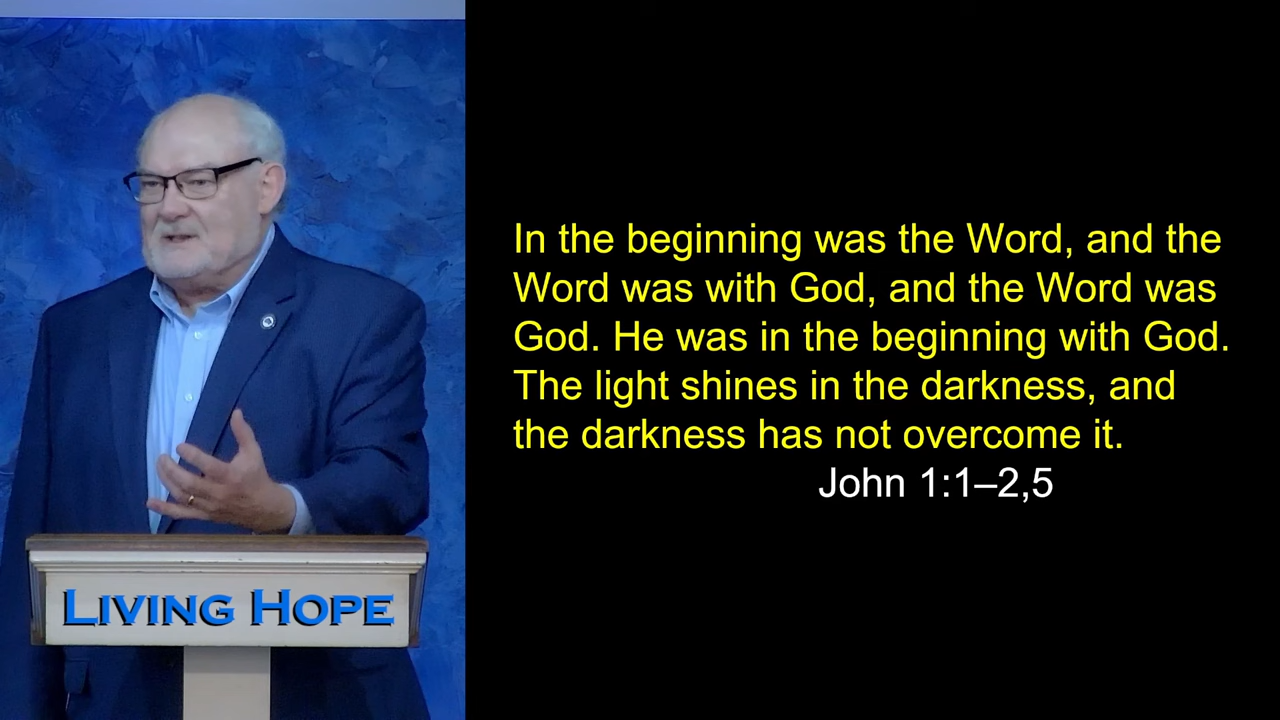 In the beginning was the Word, and the
Word was with God, and the Word was
God. He was in the beginning with God.
The light shines in the darkness, and
the darkness has not overcome it.
John 1:1–2,5
LIVING HOPE